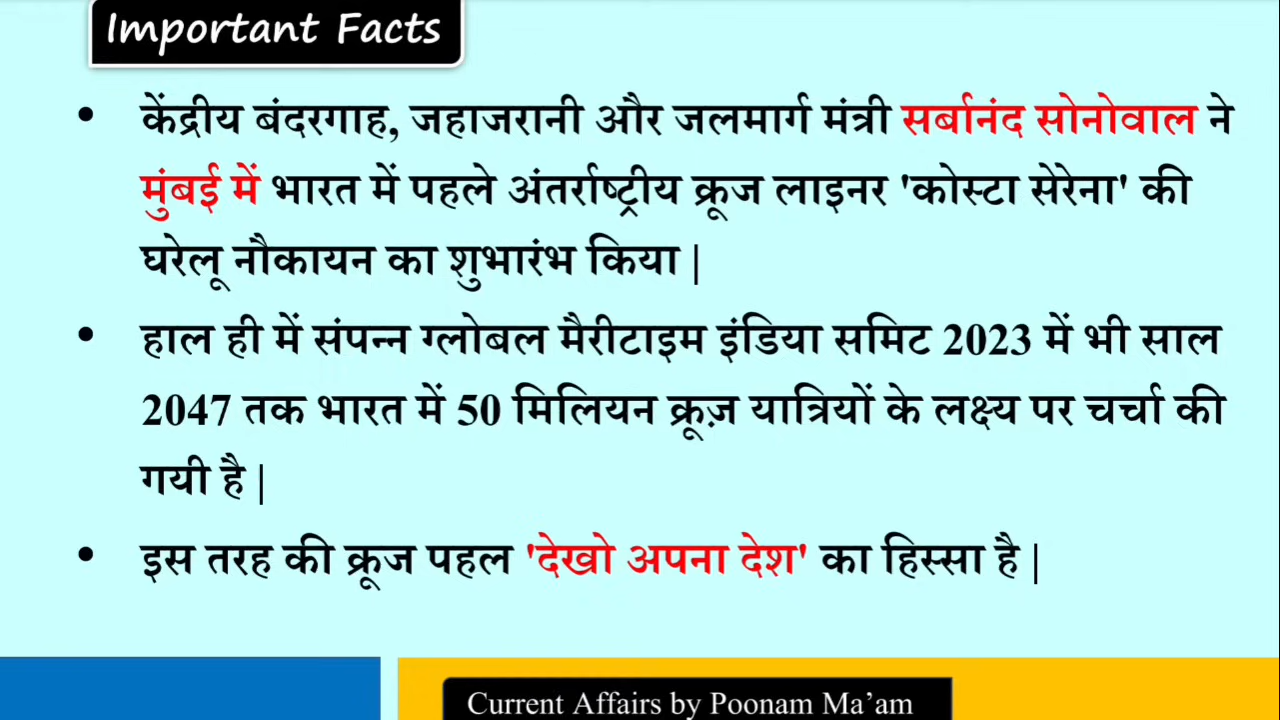 Important Facts
• केंद्रीय बंदरगाह, जहाजरानी और जलमार्ग मंत्री सर्बानंद सोनोवाल ने
मुंबई में भारत में पहले अंतर्राष्ट्रीय क्रूज लाइनर 'कोस्टा सेरेना' की
घरेलू नौकायन का शुभारंभ किया |
• हाल ही में संपन्न ग्लोबल मैरीटाइम इंडिया समिट 2023 में भी साल
2047 तक भारत में 50 मिलियन क्रूज़ यात्रियों के लक्ष्य पर चर्चा की
गयी है |
• इस तरह की क्रूज पहल 'देखो अपना देश' का हिस्सा है |
Current Affairs by Poonam Ma’am